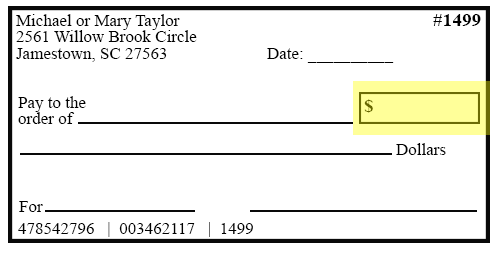 Michael or Mary Taylor #1499
2561 Willow Brook Circle
Jamestown, SC 27563 Date: __________
Pay to the
order of $
Dollars
For
478542796 | 003462117 | 1499